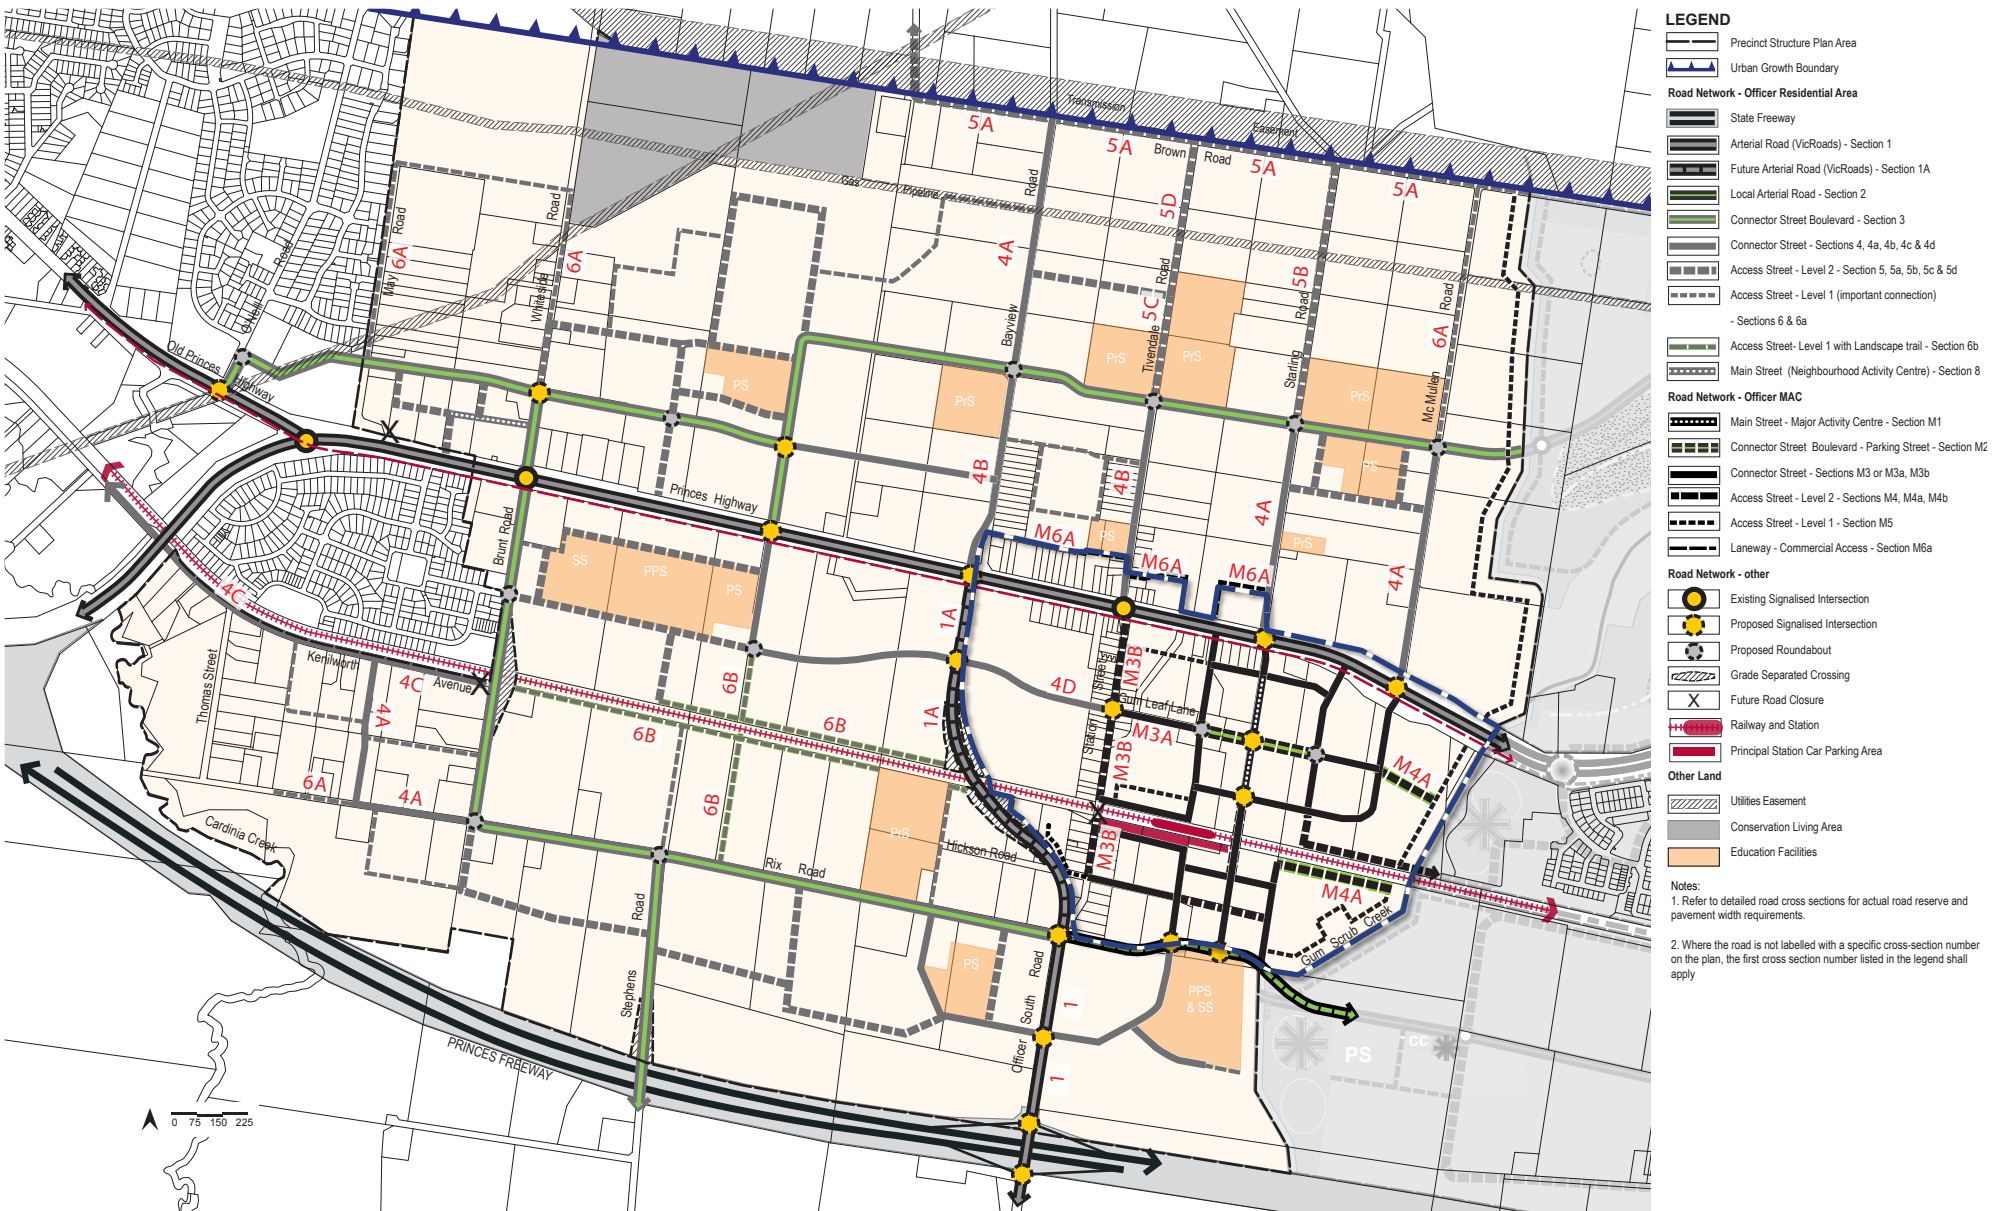 LEGEND
Precinct Structure Plan Area
Urban Growth Boundary
Road Network - Officer Residential Area
State Freeway
Arterial Road (VicRoads) - Section 1
Future Arterial Road (VicRoads) - Section 1A
Local Arterial Road - Section 2
Connector Street Boulevard - Section 3
Connector Street - Sections 4, 4a, 4b, 4c & 4d
Access Street - Level 2 - Section 5, 5a, 5b, 5c & 5d
Access Street - Level 1 (important connection)
- Sections 6 & 6a
Access Street- Level 1 with Landscape trail - Section 6b
Main Street (Neighbourhood Activity Centre) - Section 8
Road Network - Officer MAC
Main Street - Major Activity Centre - Section M1
Connector Street Boulevard - Parking Street - Section M2
Connector Street - Sections M3 or M3a, M3b
Access Street - Level 2 - Sections M4, M4a, M4b
Access Street - Level 1 - Section M5
Laneway - Commercial Access - Section M6a
Road Network - other
Existing Signalised Intersection
Proposed Signalised Intersection
Proposed Roundabout
Grade Separated Crossing
X Future Road Closure
Railway and Station
Principal Station Car Parking Area
Other Land
Utilities Easement
Conservation Living Area
Education Facilities
Notes:
1. Refer to detailed road cross sections for actual road reserve and
pavement width requirements.
2. Where the road is not labelled with a specific cross-section number
on the plan, the first cross section number listed in the legend shall
apply
Transmission
Easement
5A
5A
5A
5A
Brown Road
Gas Pipeline
Road
May
6A
Road
Whiteside
6A
Road
Bayview
4A
5D
Road
Tivendale
5C
5B
Road
Starling
Road
6A
Mc Mullen
O'Neil
Road
Old Princes
Highway
X
PS
PrS
PrS
PrS
PrS
PS
4B
4B
4A
PrS
4A
PS
Princes Highway
M6A
M6A
M6A
Brunt Road
SS
PPS
PS
4C
Kenilworth
Avenue
X
4C
4A
Thomas Street
6A
4A
Cardinia Creek
6B
6B
6B
6B
1A
1A
4D
Street
Station
M3B
M3B
M3B
Gum Leaf Lane
M3A
M4A
M4A
Gum Scrub Creek
PrS
Hickson Road
Rix Road
Road
Stephens
PS
Road
South
Officer
1
1
PPS
& SS
PS
CC
PRINCES FREEWAY
0 75 150 225